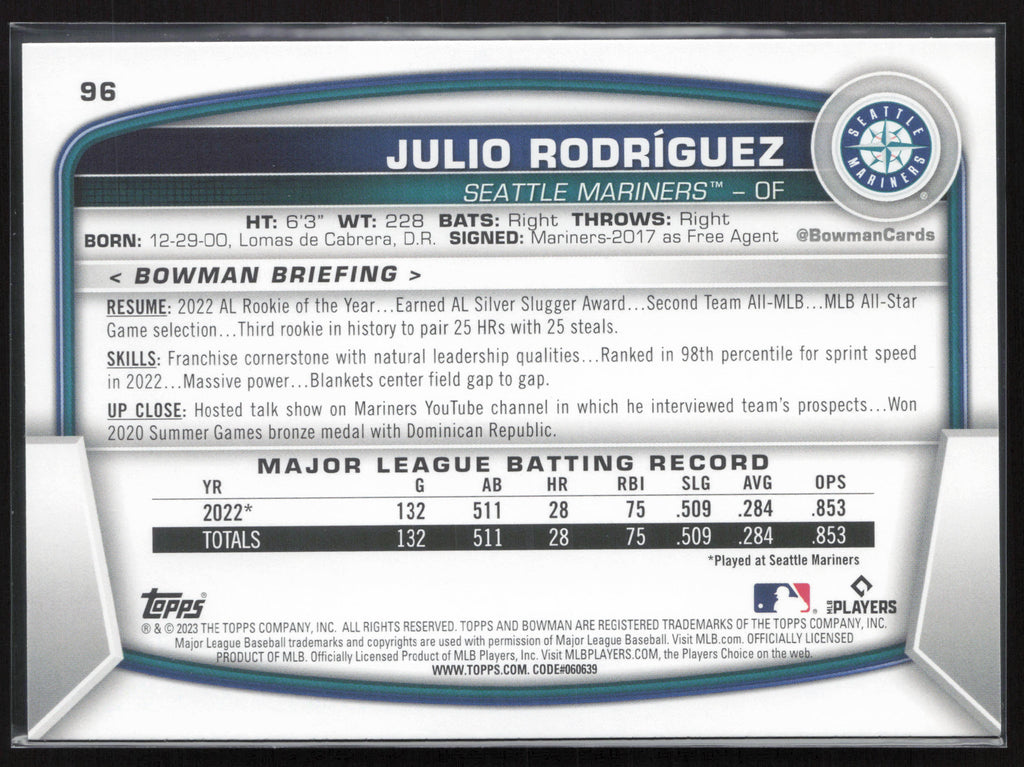 96
SEATTLE MARINERS
®
JULIO RODRÍGUEZ
SEATTLE MARINERS™ – OF
HT: 6'3" WT: 228 BATS: Right THROWS: Right
BORN: 12-29-00, Lomas de Cabrera, D.R. SIGNED: Mariners-2017 as Free Agent @BowmanCards
< BOWMAN BRIEFING >
RESUME: 2022 AL Rookie of the Year...Earned AL Silver Slugger Award...Second Team All-MLB...MLB All-Star
Game selection...Third rookie in history to pair 25 HRs with 25 steals.
SKILLS: Franchise cornerstone with natural leadership qualities...Ranked in 98th percentile for sprint speed
in 2022...Massive power...Blankets center field gap to gap.
UP CLOSE: Hosted talk show on Mariners YouTube channel in which he interviewed team's prospects...Won
2020 Summer Games bronze medal with Dominican Republic.
MAJOR LEAGUE BATTING RECORD
YR G AB HR RBI SLG AVG OPS
2022* 132 511 28 75 .509 .284 .853
TOTALS 132 511 28 75 .509 .284 .853
*Played at Seattle Mariners
Topps® ® MLB PLAYERS
® & © 2023 THE TOPPS COMPANY, INC. ALL RIGHTS RESERVED. TOPPS AND BOWMAN ARE REGISTERED TRADEMARKS OF THE TOPPS COMPANY, INC.
Major League Baseball trademarks and copyrights are used with permission of Major League Baseball. Visit MLB.com. OFFICIALLY LICENSED
PRODUCT OF MLB. Officially Licensed Product of MLB Players, Inc. Visit MLBPLAYERS.COM, the Players Choice on the web.
WWW.TOPPS.COM. CODE#060639